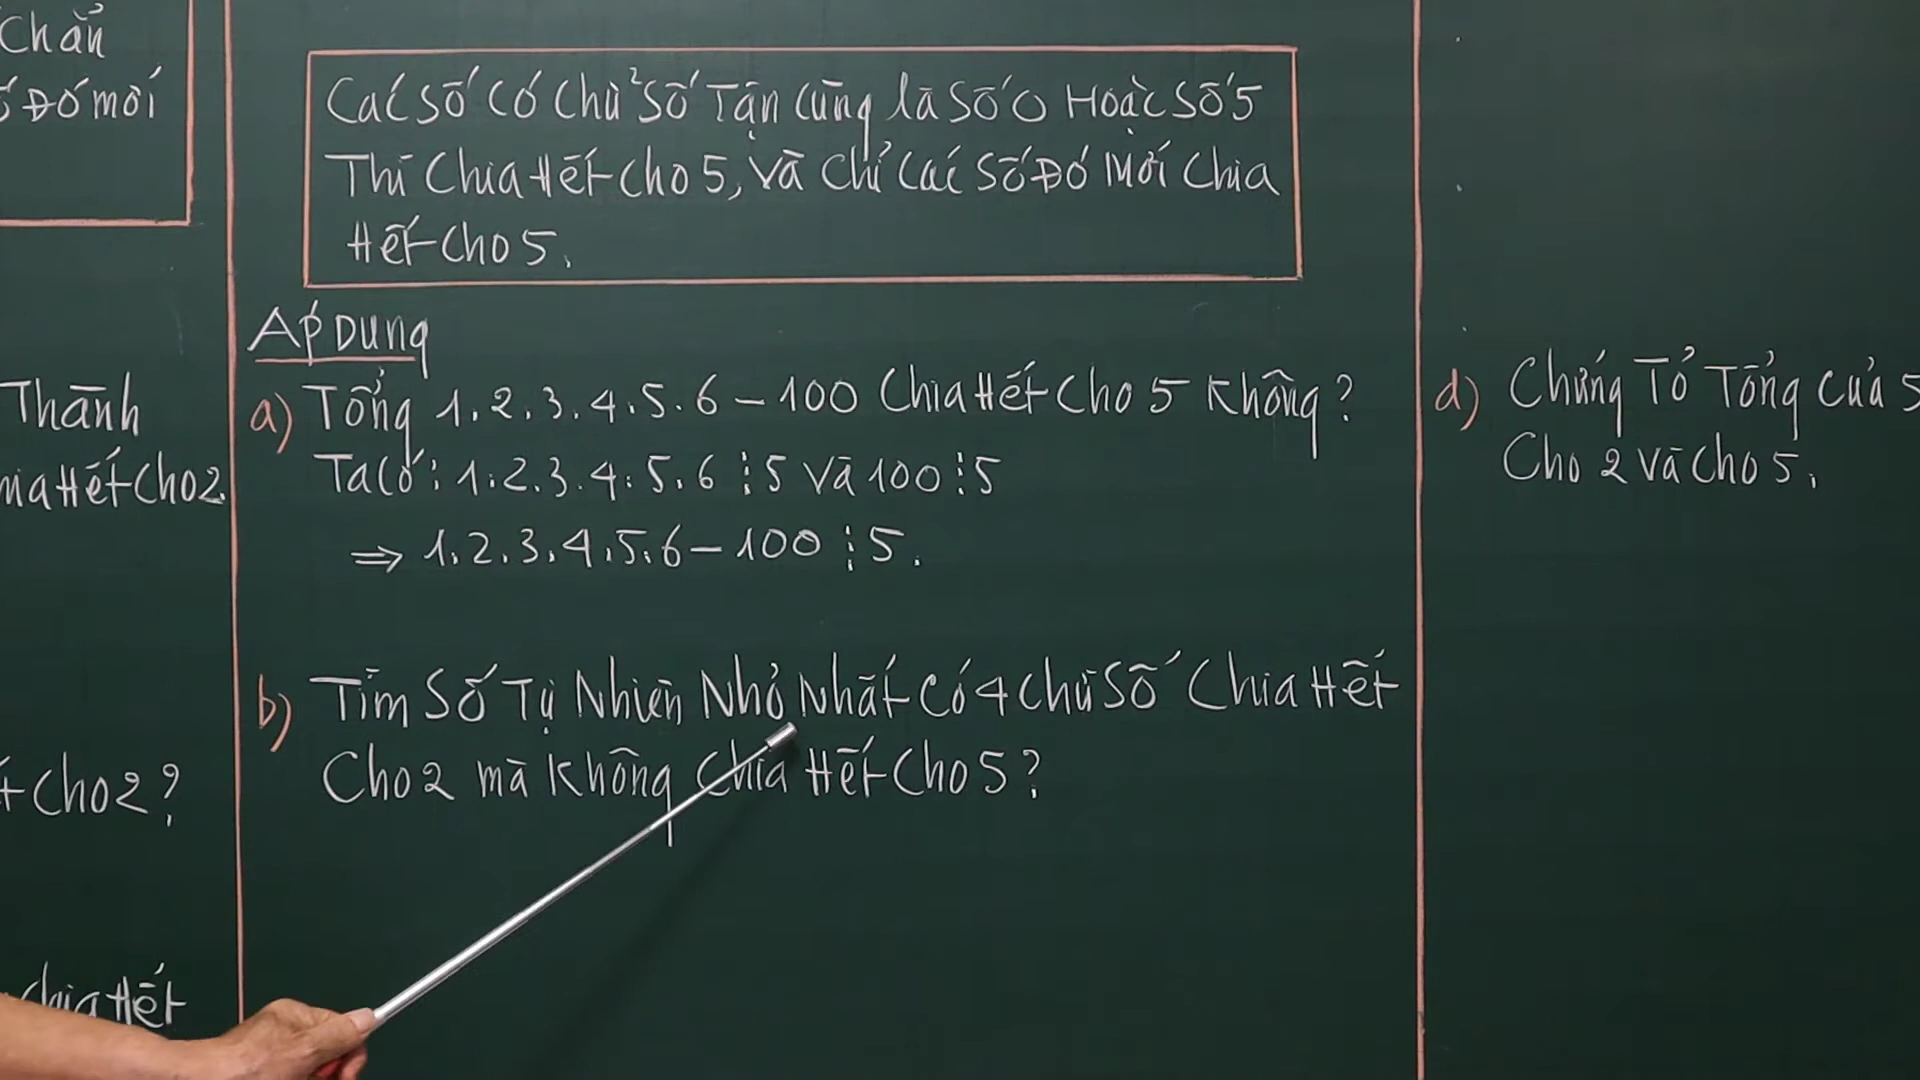 Chẵn
Đó mới
Thành
Hết Cho 2.
Cho 2?
Chia Hết
Các Số Có Chữ Số Tận Cùng là Số 0 Hoặc Số 5
Thì Chia Hết Cho 5, Và Chỉ Các Số Đó Mới Chia
Hết Cho 5.
Áp Dụng
a) Tổng 1.2.3.4.5.6 – 100 Chia Hết Cho 5 Không?
Ta Có: 1.2.3.4.5.6 ⋮ 5 Và 100 ⋮ 5
⇒ 1.2.3.4.5.6 – 100 ⋮ 5.
b) Tìm Số Tự Nhiên Nhỏ Nhất Có 4 Chữ Số Chia Hết
Cho 2 mà Không Chia Hết Cho 5?
d) Chứng Tỏ Tổng Của 5
Cho 2 Và Cho 5.